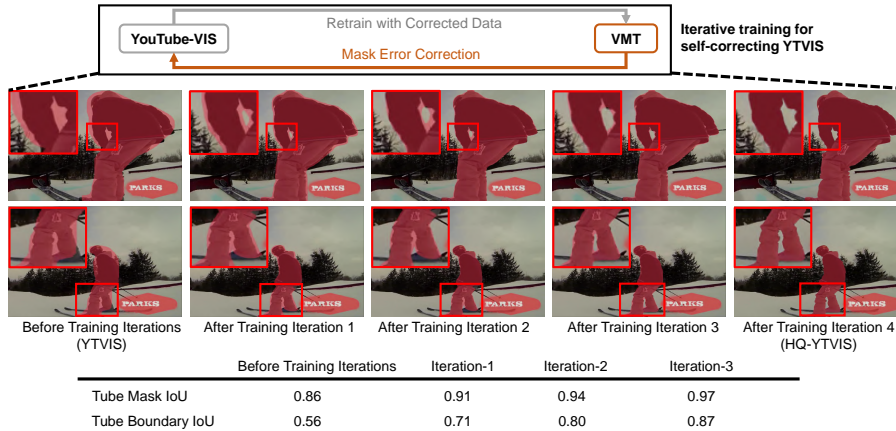 Retrain with Corrected Data
YouTube-VIS
VMT
Mask Error Correction
Iterative training for
self-correcting YTVIS
PARKS
PARKS
PARKS
PARKS
PARKS
PARKS
PARKS
PARKS
PARKS
PARKS
Before Training Iterations
(YTVIS)
After Training Iteration 1
After Training Iteration 2
After Training Iteration 3
After Training Iteration 4
(HQ-YTVIS)
Before Training Iterations Iteration-1 Iteration-2 Iteration-3
Tube Mask IoU 0.86 0.91 0.94 0.97
Tube Boundary IoU 0.56 0.71 0.80 0.87